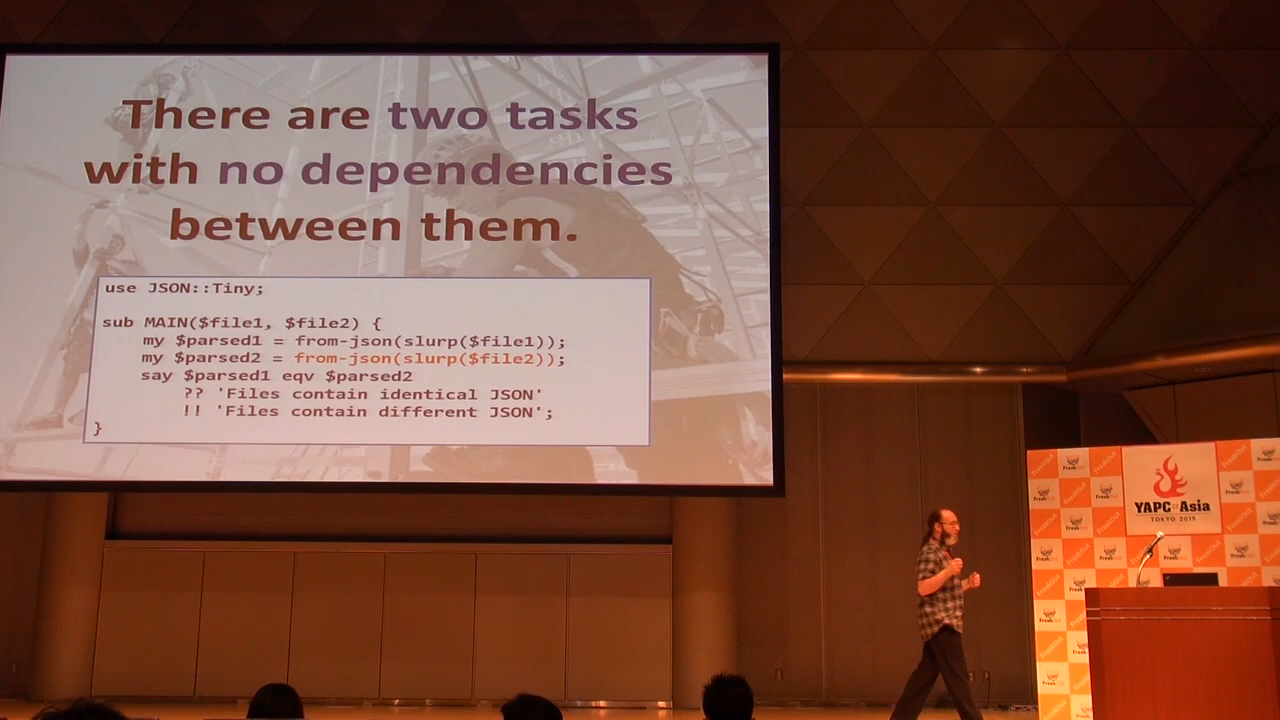 There are two tasks
with no dependencies
between them.
use JSON::Tiny;
sub MAIN($file1, $file2) {
my $parsed1 = from-json(slurp($file1));
my $parsed2 = from-json(slurp($file2));
say $parsed1 eqv $parsed2
?? 'Files contain identical JSON'
!! 'Files contain different JSON';
}
YAPC::Asia
TOKYO 2015
FreakOut